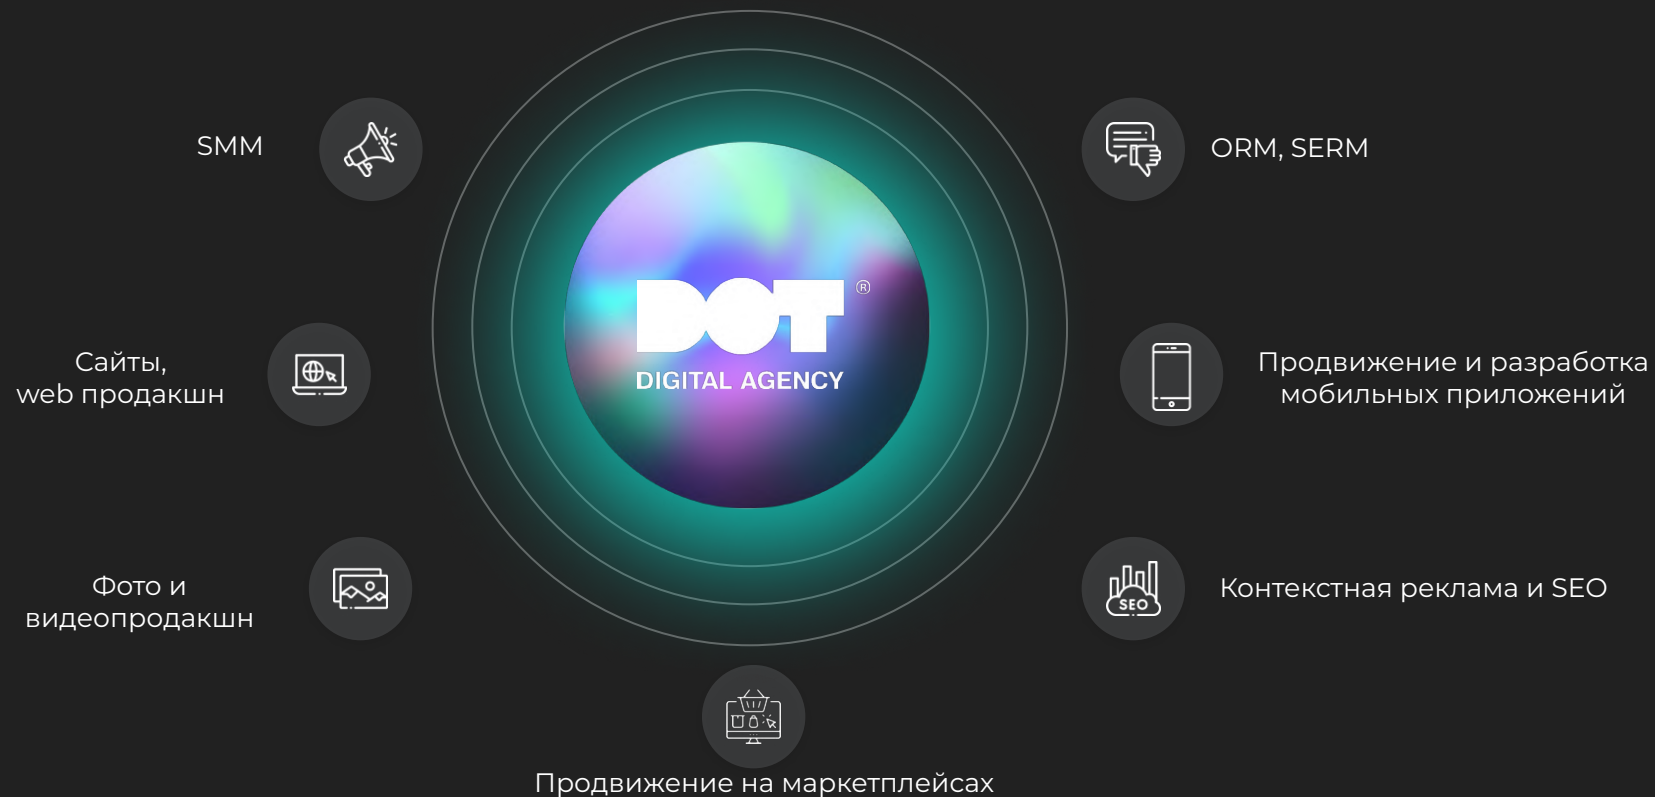 SMM
ORM, SERM
DOT ®
DIGITAL AGENCY
Сайты,
web продакшн
Продвижение и разработка
мобильных приложений
Фото и
видеопродакшн
SEO
Контекстная реклама и SEO
Продвижение на маркетплейсах